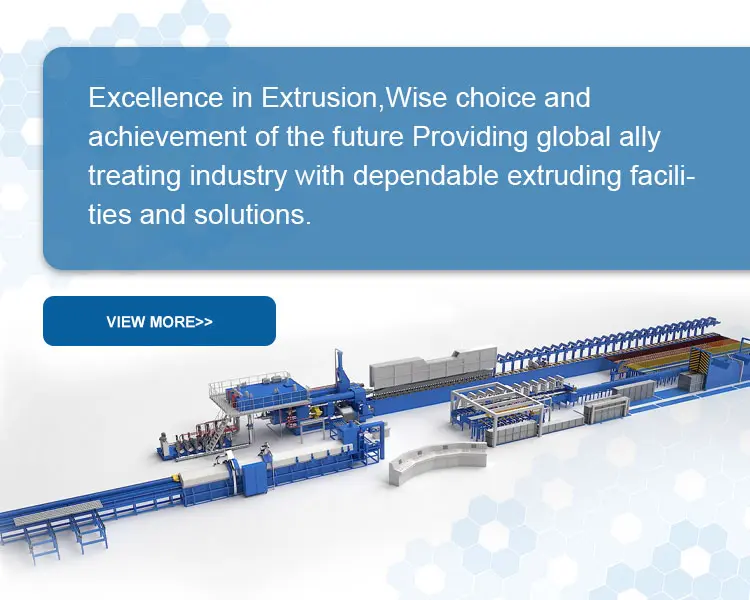 Excellence in Extrusion,Wise choice and
achievement of the future Providing global ally
treating industry with dependable extruding facili-
ties and solutions.
VIEW MORE>>